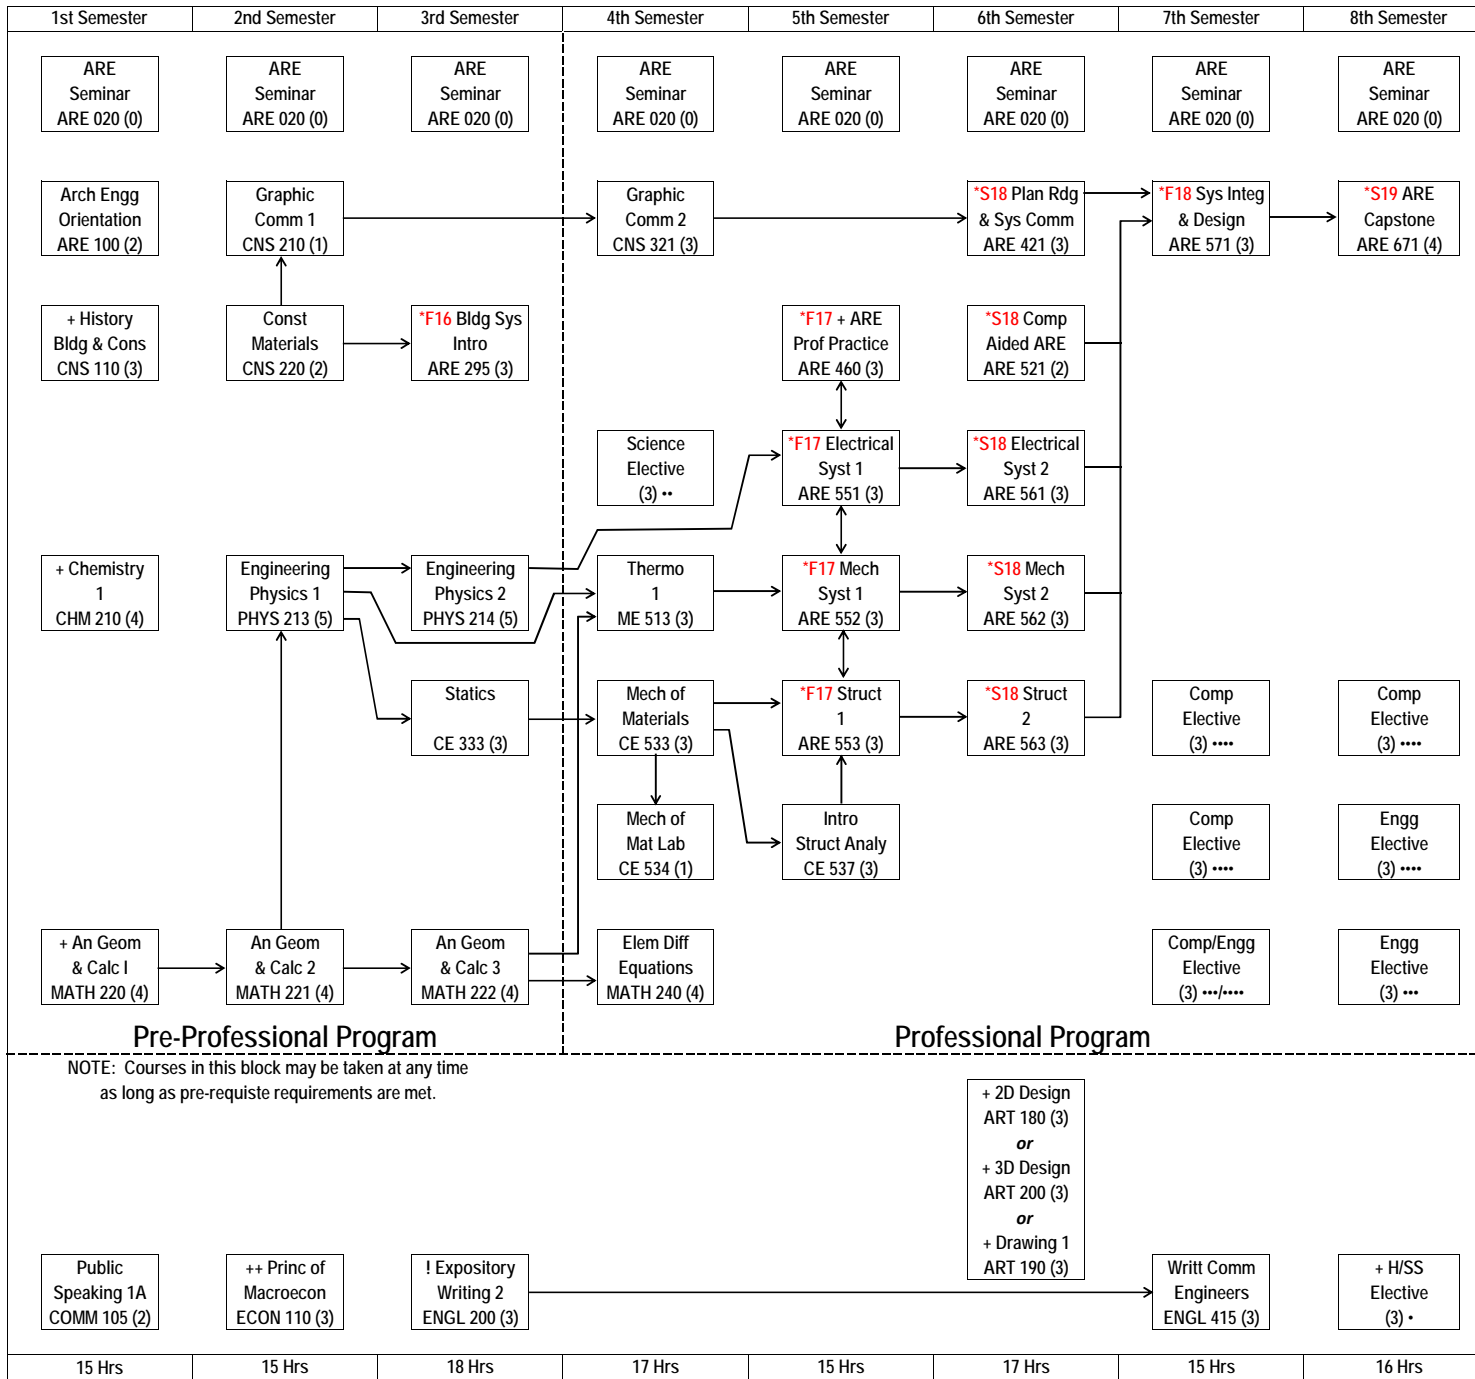 1st Semester
2nd Semester
3rd Semester
4th Semester
5th Semester
6th Semester
7th Semester
8th Semester
ARE
Seminar
ARE 020 (0)
ARE
Seminar
ARE 020 (0)
ARE
Seminar
ARE 020 (0)
ARE
Seminar
ARE 020 (0)
ARE
Seminar
ARE 020 (0)
ARE
Seminar
ARE 020 (0)
ARE
Seminar
ARE 020 (0)
ARE
Seminar
ARE 020 (0)
Arch Engg
Orientation
ARE 100 (2)
Graphic
Comm 1
CNS 210 (1)
Graphic
Comm 2
CNS 321 (3)
*S18 Plan Rdg
& Sys Comm
ARE 421 (3)
*F18 Sys Integ
& Design
ARE 571 (3)
*S19 ARE
Capstone
ARE 671 (4)
+ History
Bldg & Cons
CNS 110 (3)
Const
Materials
CNS 220 (2)
*F16 Bldg Sys
Intro
ARE 295 (3)
*F17 + ARE
Prof Practice
ARE 460 (3)
*S18 Comp
Aided ARE
ARE 521 (2)
Science
Elective
(3) ••
*F17 Electrical
Syst 1
ARE 551 (3)
*S18 Electrical
Syst 2
ARE 561 (3)
+ Chemistry
1
CHM 210 (4)
Engineering
Physics 1
PHYS 213 (5)
Engineering
Physics 2
PHYS 214 (5)
Thermo
1
ME 513 (3)
*F17 Mech
Syst 1
ARE 552 (3)
*S18 Mech
Syst 2
ARE 562 (3)
Statics
CE 333 (3)
Mech of
Materials
CE 533 (3)
*F17 Struct
1
ARE 553 (3)
*S18 Struct
2
ARE 563 (3)
Comp
Elective
(3) ••••
Comp
Elective
(3) ••••
Mech of
Mat Lab
CE 534 (1)
Intro
Struct Analy
CE 537 (3)
Comp
Elective
(3) ••••
Engg
Elective
(3) ••••
+ An Geom
& Calc I
MATH 220 (4)
An Geom
& Calc 2
MATH 221 (4)
An Geom
& Calc 3
MATH 222 (4)
Elem Diff
Equations
MATH 240 (4)
Comp/Engg
Elective
(3) •••/••••
Engg
Elective
(3) •••
Pre-Professional Program
Professional Program
NOTE: Courses in this block may be taken at any time
as long as pre-requiste requirements are met.
+ 2D Design
ART 180 (3)
or
+ 3D Design
ART 200 (3)
or
+ Drawing 1
ART 190 (3)
Public
Speaking 1A
COMM 105 (2)
++ Princ of
Macroecon
ECON 110 (3)
! Expository
Writing 2
ENGL 200 (3)
Writt Comm
Engineers
ENGL 415 (3)
+ H/SS
Elective
(3) •
15 Hrs
15 Hrs
18 Hrs
17 Hrs
15 Hrs
17 Hrs
15 Hrs
16 Hrs